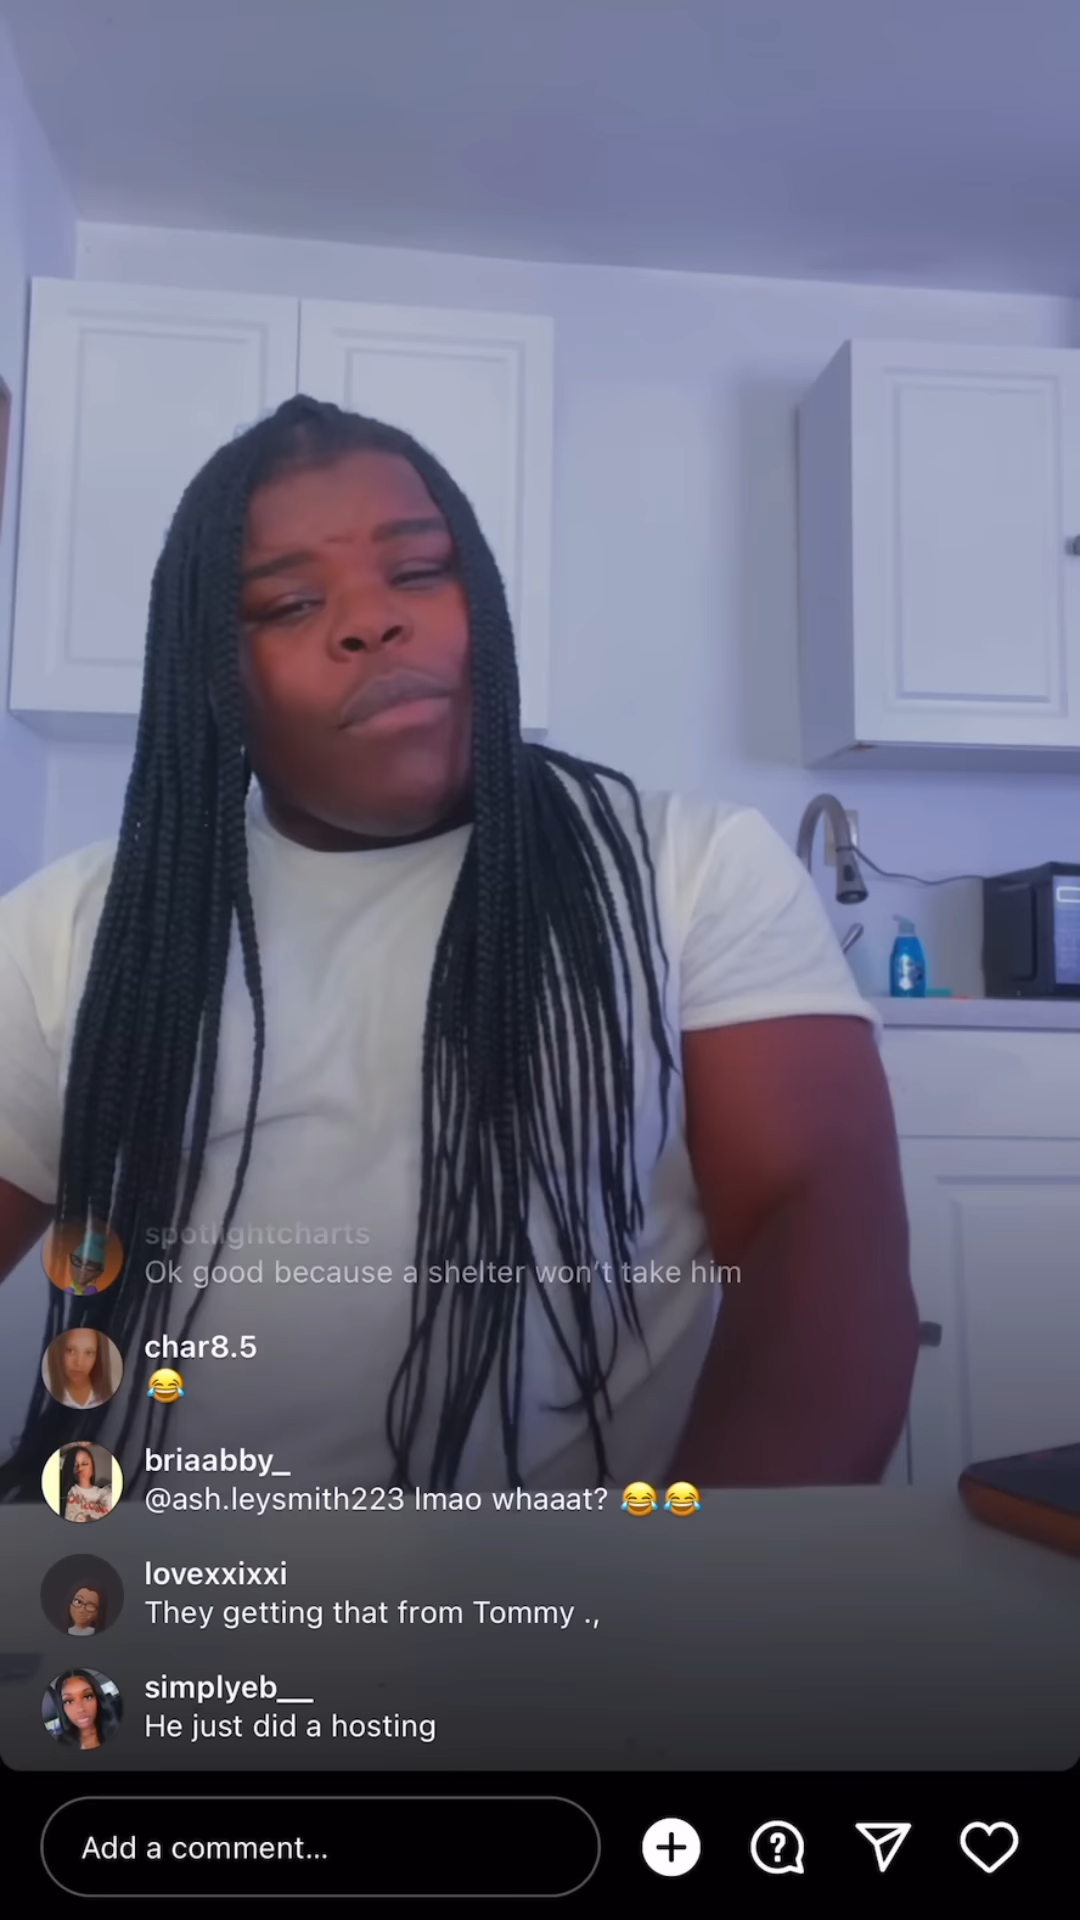 spotlightcharts
Ok good because a shelter won't take him
char8.5
😂
briaabby_
@ash.leysmith223 lmao whaaat? 😂😂
lovexxixxi
They getting that from Tommy .,
simplyeb__
He just did a hosting
Add a comment...